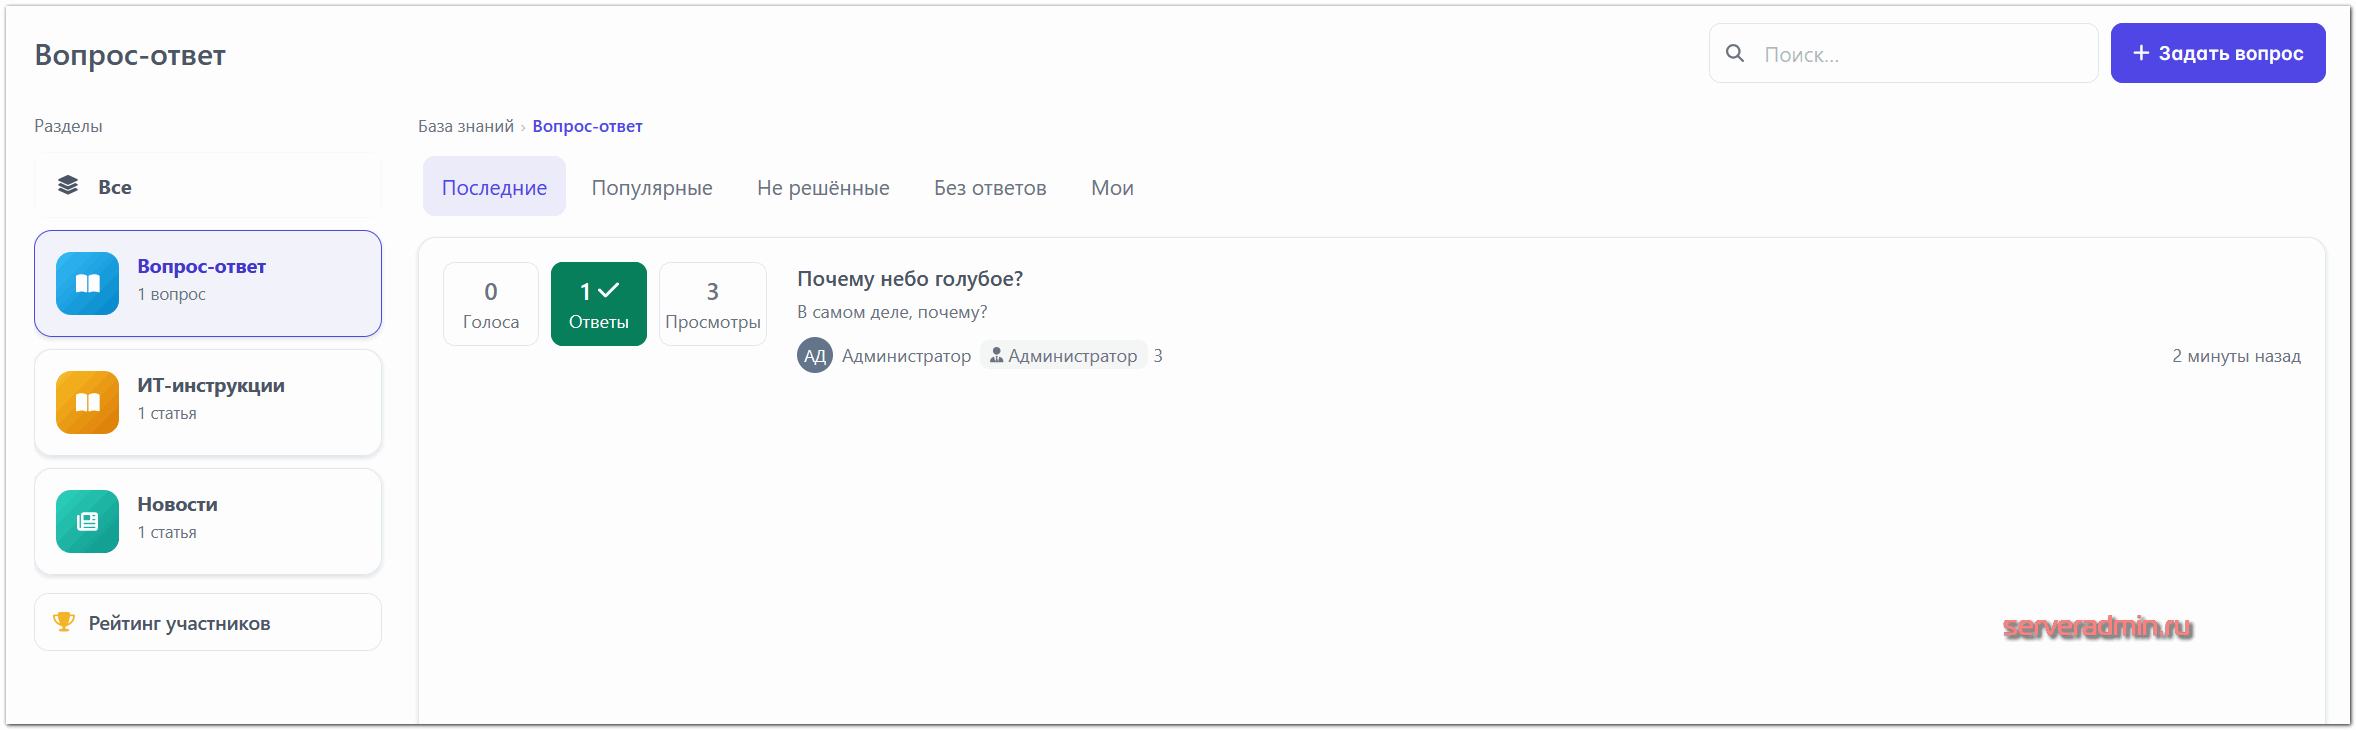 Вопрос-ответ
Поиск...
Задать вопрос
Разделы
Все
Вопрос-ответ
1 вопрос
ИТ-инструкции
1 статья
Новости
1 статья
Рейтинг участников
База знаний › Вопрос-ответ
Последние Популярные Не решённые Без ответов Мои
0
Голоса
1
Ответы
3
Просмотры
Почему небо голубое?
В самом деле, почему?
АД Администратор Администратор 3
2 минуты назад
serveradmin.ru